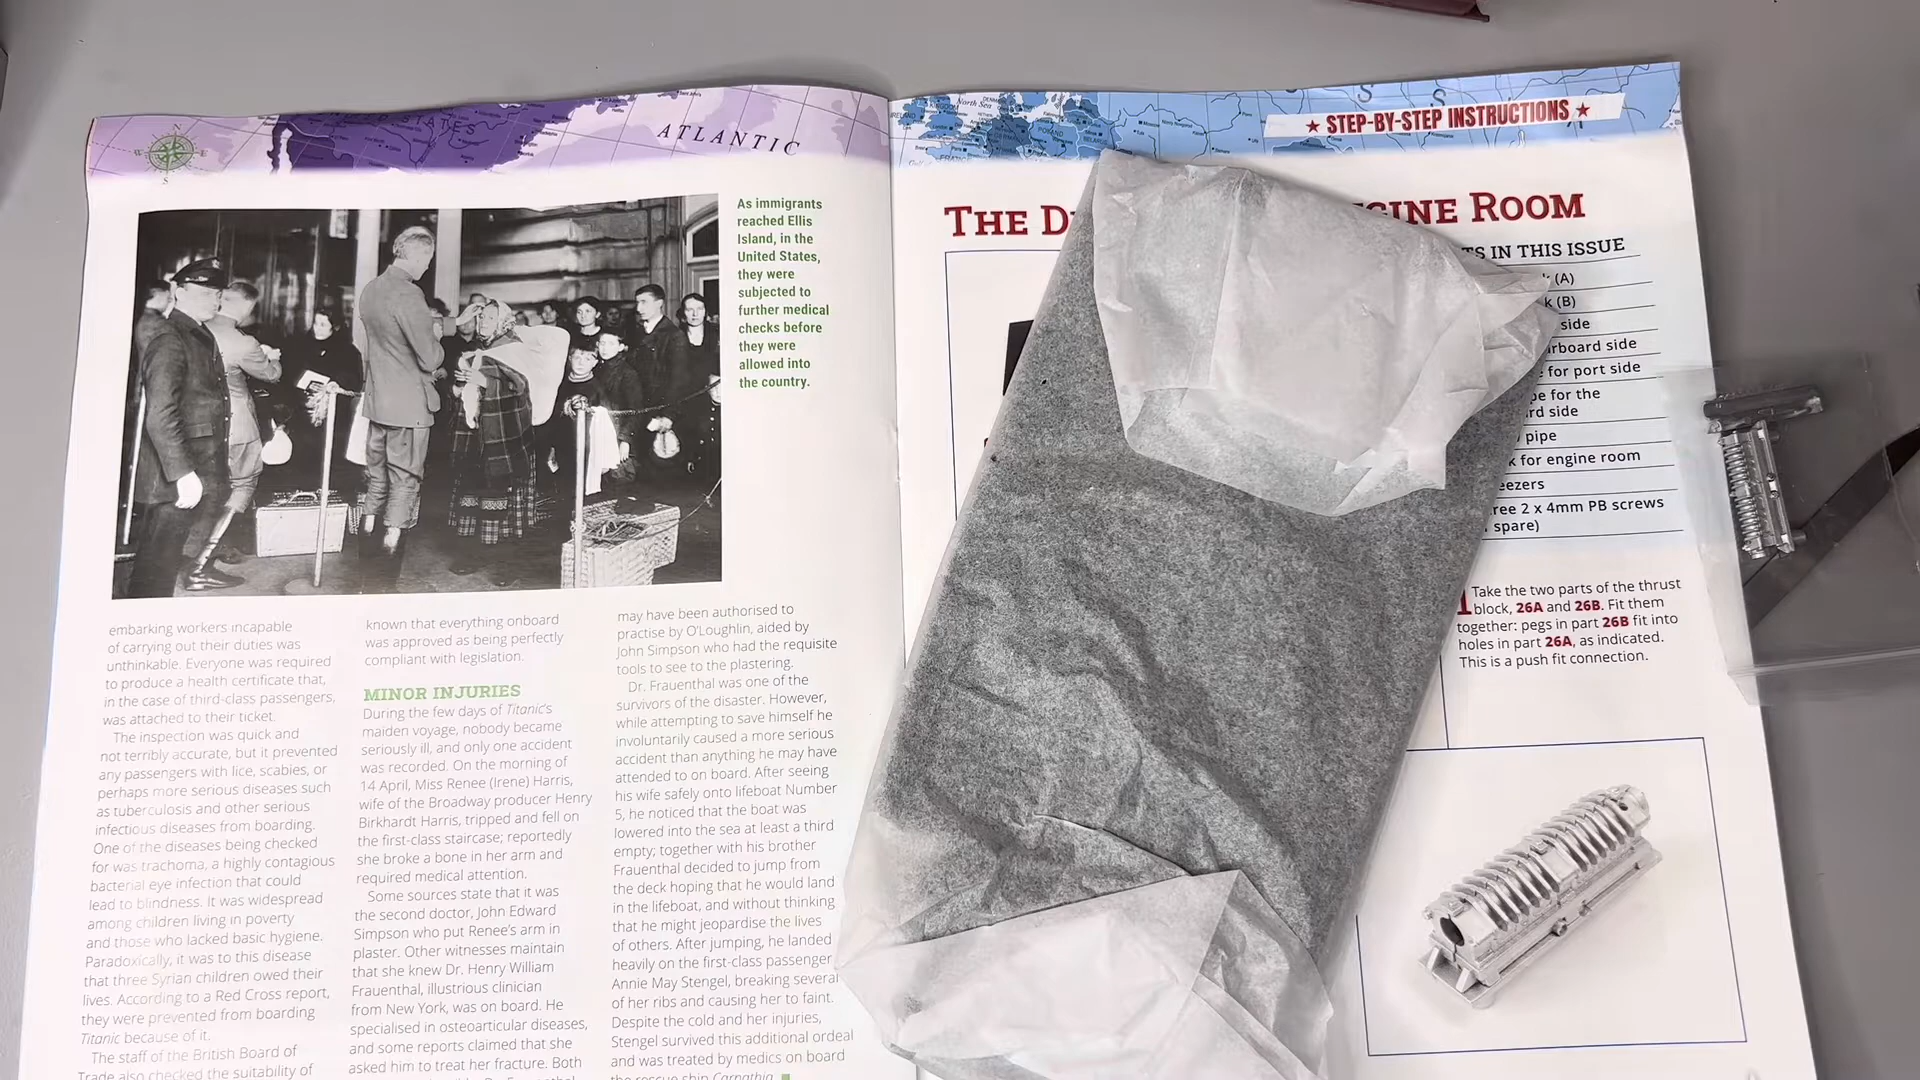 STATES
ATLANTIC
As immigrants
reached Ellis
Island, in the
United States,
they were
subjected to
further medical
checks before
they were
allowed into
the country.
embarking workers incapable
of carrying out their duties was
unthinkable. Everyone was required
to produce a health certificate that,
in the case of third-class passengers,
was attached to their ticket.
The inspection was quick and
not terribly accurate, but it prevented
any passengers with lice, scabies, or
perhaps more serious diseases such
as tuberculosis and other serious
infectious diseases from boarding.
One of the diseases being checked
for was trachoma, a highly contagious
bacterial eye infection that could
lead to blindness. It was widespread
among children living in poverty
and those who lacked basic hygiene.
Paradoxically, it was to this disease
that three Syrian children owed their
lives. According to a Red Cross report,
they were prevented from boarding
Titanic because of it.
The staff of the British Board of
Trade also checked the suitability of
known that everything onboard
was approved as being perfectly
compliant with legislation.
MINOR INJURIES
During the few days of Titanic's
maiden voyage, nobody became
seriously ill, and only one accident
was recorded. On the morning of
14 April, Miss Renee (Irene) Harris,
wife of the Broadway producer Henry
Birkhardt Harris, tripped and fell on
the first-class staircase; reportedly
she broke a bone in her arm and
required medical attention.
Some sources state that it was
the second doctor, John Edward
Simpson who put Renee's arm in
plaster. Other witnesses maintain
that she knew Dr. Henry William
Frauenthal, illustrious clinician
from New York, was on board. He
specialised in osteoarticular diseases,
and some reports claimed that she
asked him to treat her fracture. Both
may have been authorised to
practise by O'Loughlin, aided by
John Simpson who had the requisite
tools to see to the plastering.
Dr. Frauenthal was one of the
survivors of the disaster. However,
while attempting to save himself he
involuntarily caused a more serious
accident than anything he may have
attended to on board. After seeing
his wife safely onto lifeboat Number
5, he noticed that the boat was
lowered into the sea at least a third
empty; together with his brother
Frauenthal decided to jump from
the deck hoping that he would land
in the lifeboat, and without thinking
that he might jeopardise the lives
of others. After jumping, he landed
heavily on the first-class passenger
Annie May Stengel, breaking several
of her ribs and causing her to faint.
Despite the cold and her injuries,
Stengel survived this additional ordeal
and was treated by medics on board
the rescue ship Carpathia.
North Sea
POLAND
★ STEP-BY-STEP INSTRUCTIONS ★
THE D
GINE ROOM
TS IN THIS ISSUE
k (A)
k (B)
side
rboard side
for port side
pe for the
rd side
pipe
k for engine room
eezers
ree 2 x 4mm PB screws
spare)
1 Take the two parts of the thrust
block, 26A and 26B. Fit them
together: pegs in part 26B fit into
holes in part 26A, as indicated.
This is a push fit connection.